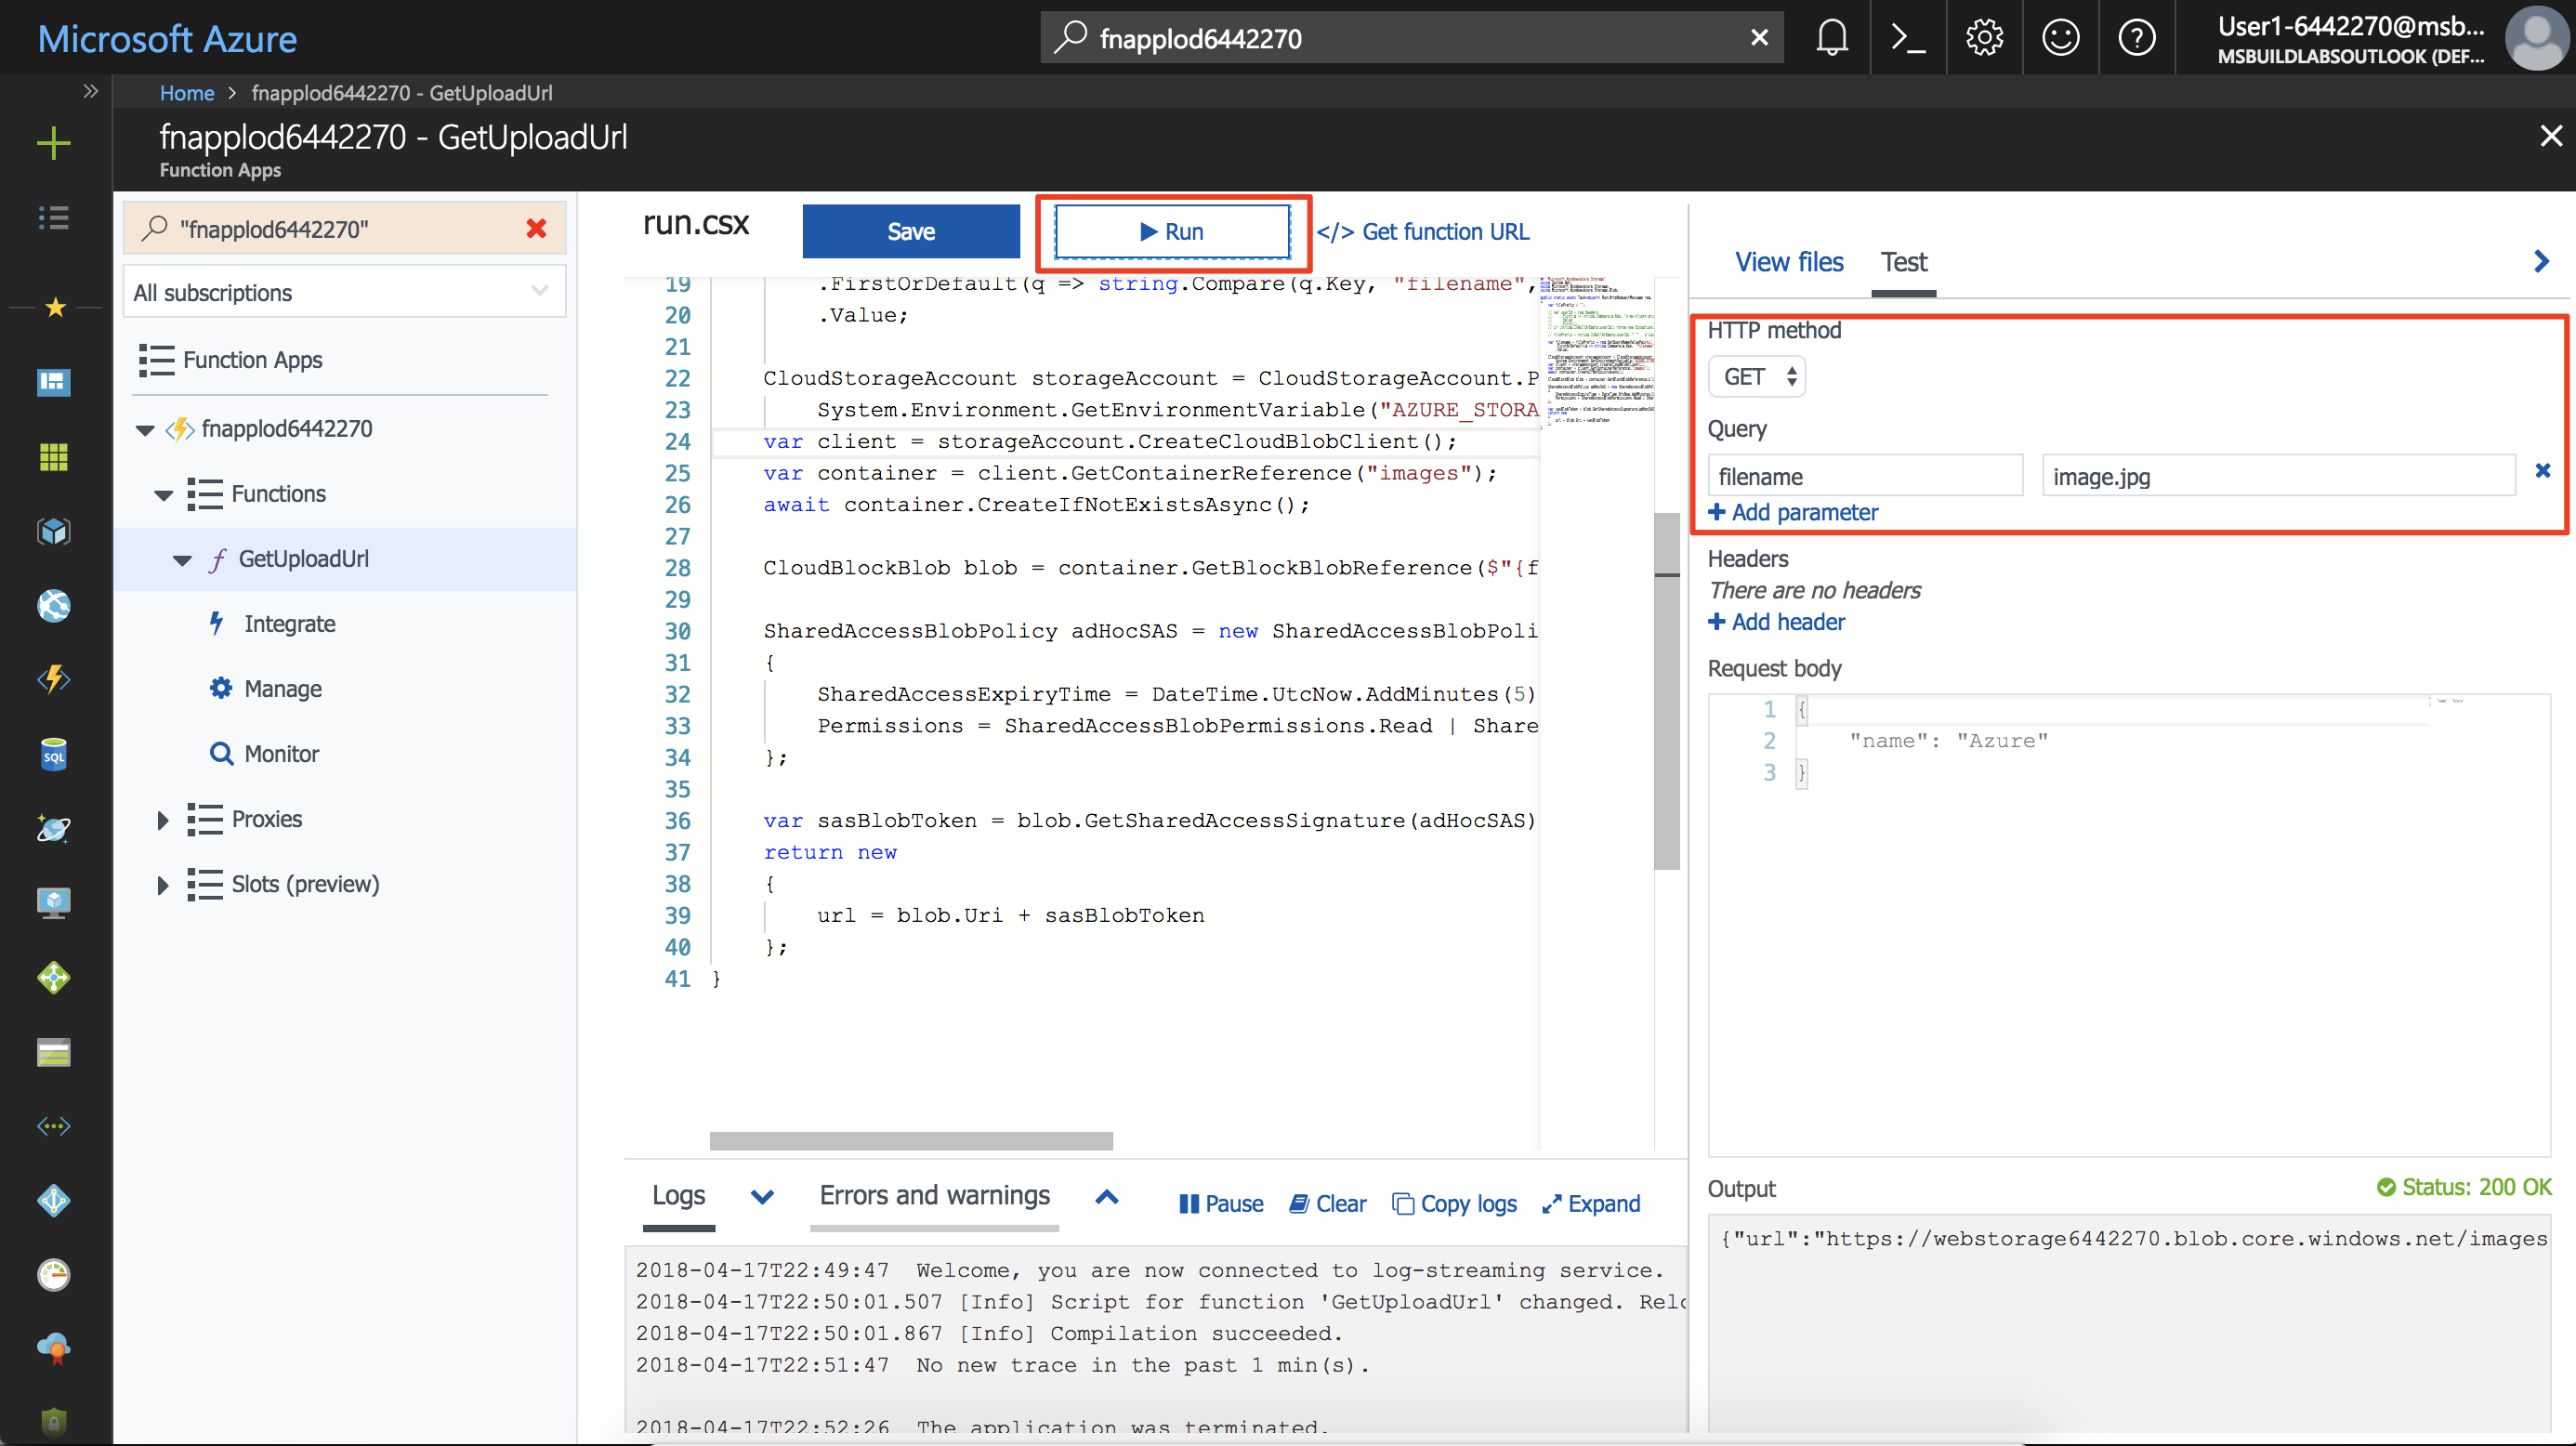 Microsoft Azure
fnapplod6442270
User1-6442270@msb...
MSBUILDLABSOUTLOOK (DEF...
Home > fnapplod6442270 - GetUploadUrl
fnapplod6442270 - GetUploadUrl
Function Apps
"fnapplod6442270"
All subscriptions
Function Apps
fnapplod6442270
Functions
GetUploadUrl
Integrate
Manage
Monitor
Proxies
Slots (preview)
run.csx
Save
Run
</> Get function URL
19 .FirstOrDefault(q => string.Compare(q.Key, "filename",
20 .Value;
21
22 CloudStorageAccount storageAccount = CloudStorageAccount.P
23 System.Environment.GetEnvironmentVariable("AZURE_STORA
24 var client = storageAccount.CreateCloudBlobClient();
25 var container = client.GetContainerReference("images");
26 await container.CreateIfNotExistsAsync();
27
28 CloudBlockBlob blob = container.GetBlockBlobReference($"{f
29
30 SharedAccessBlobPolicy adHocSAS = new SharedAccessBlobPoli
31 {
32 SharedAccessExpiryTime = DateTime.UtcNow.AddMinutes(5)
33 Permissions = SharedAccessBlobPermissions.Read | Share
34 };
35
36 var sasBlobToken = blob.GetSharedAccessSignature(adHocSAS)
37 return new
38 {
39 url = blob.Uri + sasBlobToken
40 };
41 }
Logs
Errors and warnings
Pause
Clear
Copy logs
Expand
2018-04-17T22:49:47 Welcome, you are now connected to log-streaming service.
2018-04-17T22:50:01.507 [Info] Script for function 'GetUploadUrl' changed. Relo
2018-04-17T22:50:01.867 [Info] Compilation succeeded.
2018-04-17T22:51:47 No new trace in the past 1 min(s).
2018-04-17T22:52:26 The application was terminated.
View files
Test
HTTP method
GET
Query
filename
image.jpg
+ Add parameter
Headers
There are no headers
+ Add header
Request body
1 {
2 "name": "Azure"
3 }
Output
Status: 200 OK
{"url":"https://webstorage6442270.blob.core.windows.net/images
SQL